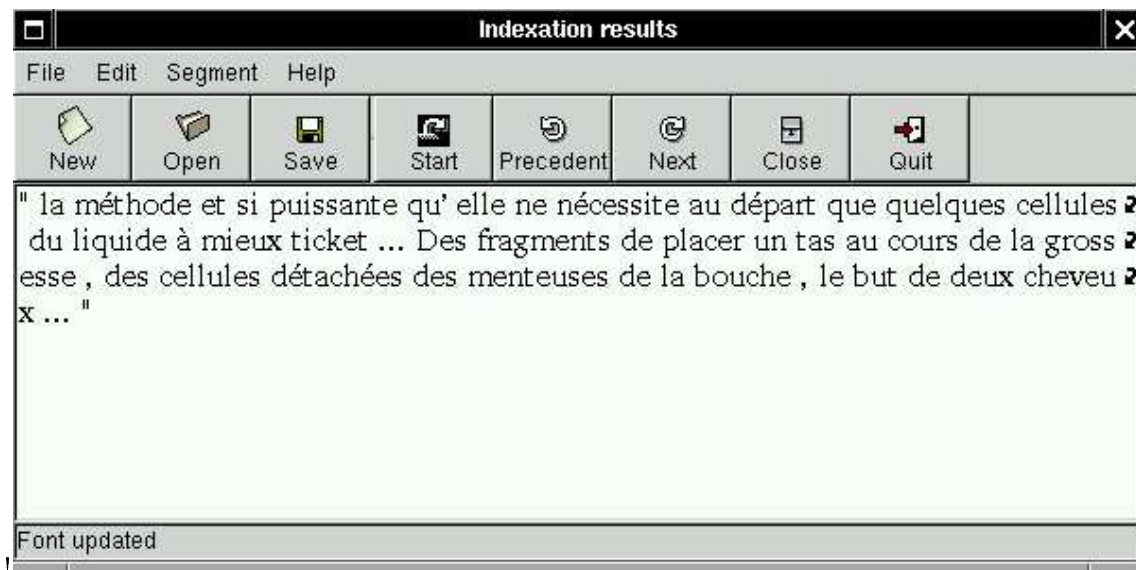 Indexation results
File Edit Segment Help
New Open Save Start Precedent Next Close Quit
" la méthode et si puissante qu' elle ne nécessite au départ que quelques cellules
du liquide à mieux ticket ... Des fragments de placer un tas au cours de la gross
esse , des cellules détachées des menteuses de la bouche , le but de deux cheveu
x ... "
Font updated